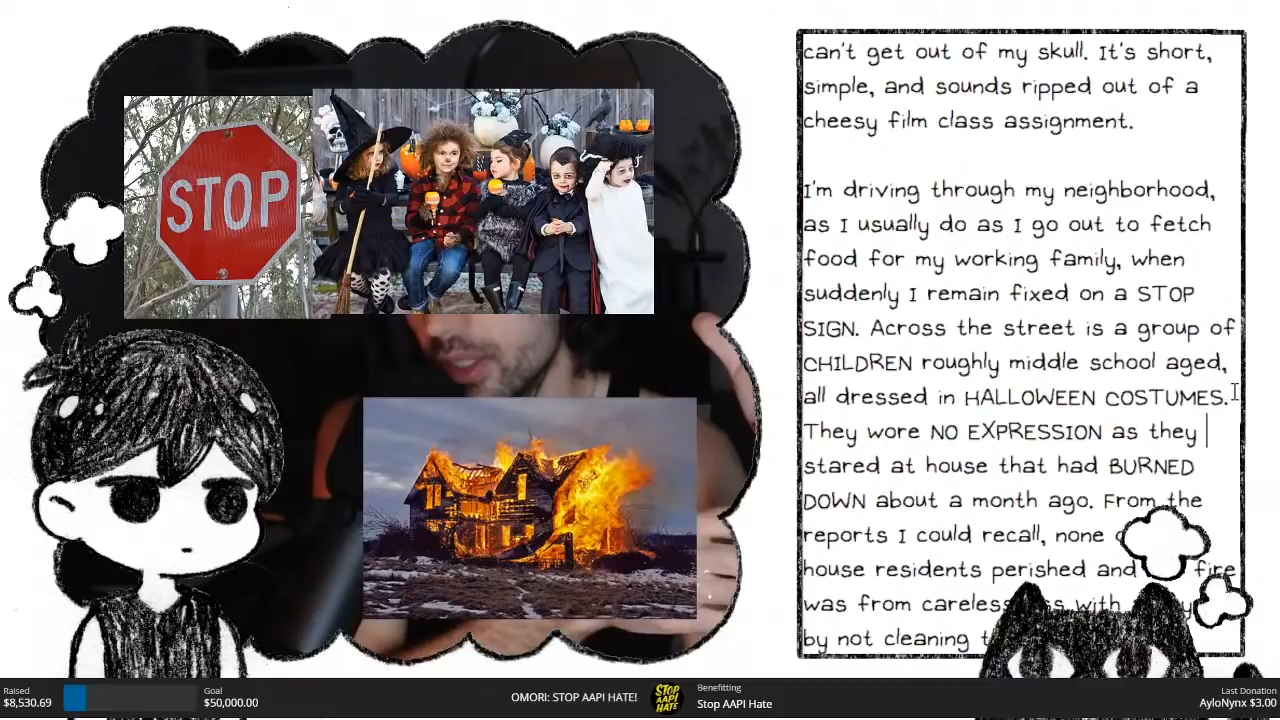 STOP
can't get out of my skull. It's short,
simple, and sounds ripped out of a
cheesy film class assignment.
I'm driving through my neighborhood,
as I usually do as I go out to fetch
food for my working family, when
suddenly I remain fixed on a STOP
SIGN. Across the street is a group of
CHILDREN roughly middle school aged,
all dressed in HALLOWEEN COSTUMES.
They wore NO EXPRESSION as they
stared at house that had BURNED
DOWN about a month ago. From the
reports I could recall, none
house residents perished and fire
was from with
by not cleaning
Raised
$8,530.69
Goal
$50,000.00
OMORI: STOP AAPI HATE!
STOP
AAPI
HATE
Benefitting
Stop AAPI Hate
Last Donation
AyloNynx $3.00